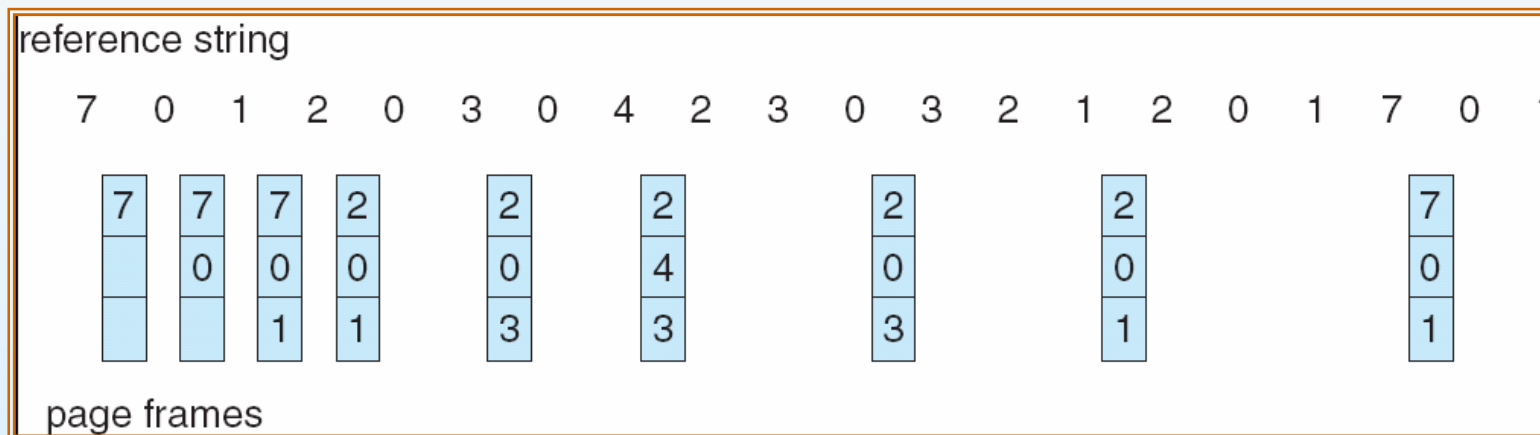 reference string
7 0 1 2 0 3 0 4 2 3 0 3 2 1 2 0 1 7 0
7 7 7 2 2 2 2 2 7
0 0 0 0 4 0 0 0
1 1 3 3 3 1 1
page frames